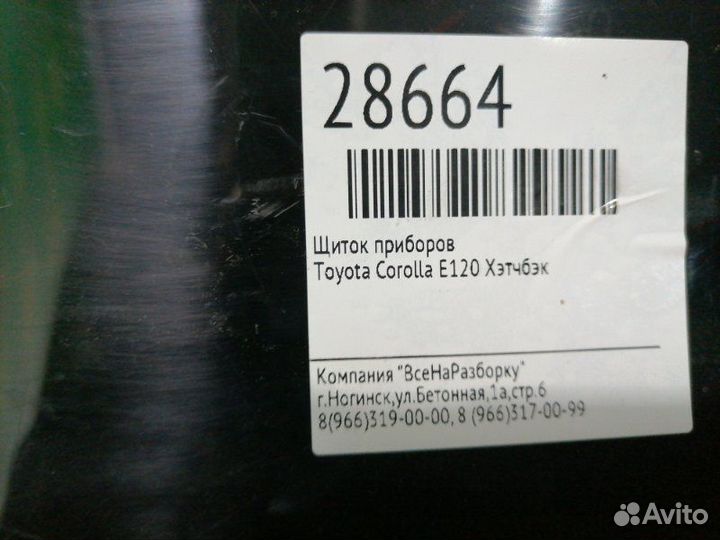 28664
Щиток приборов
Toyota Corolla E120 Хэтчбэк
Компания "ВсеНаРазборку"
г.Ногинск,ул.Бетонная,1а,стр.6
8(966)319-00-00, 8 (966)317-00-99
Avito